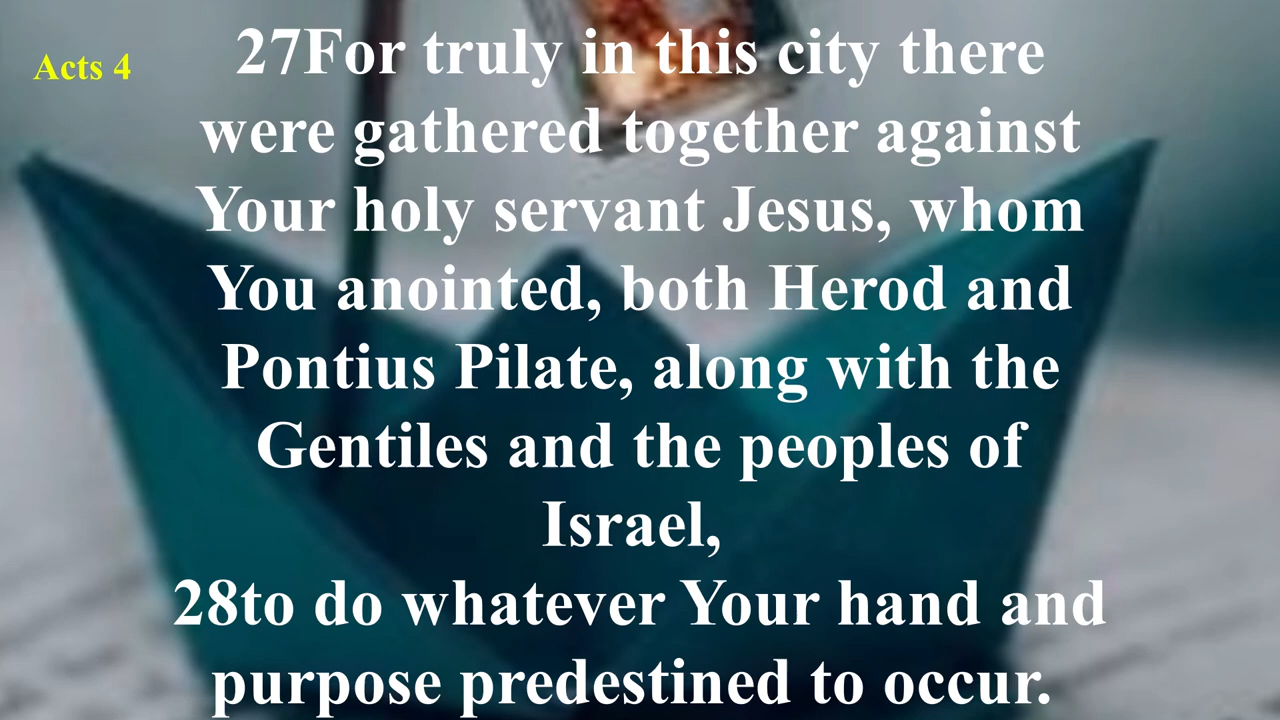 Acts 4
27For truly in this city there
were gathered together against
Your holy servant Jesus, whom
You anointed, both Herod and
Pontius Pilate, along with the
Gentiles and the peoples of
Israel,
28to do whatever Your hand and
purpose predestined to occur.